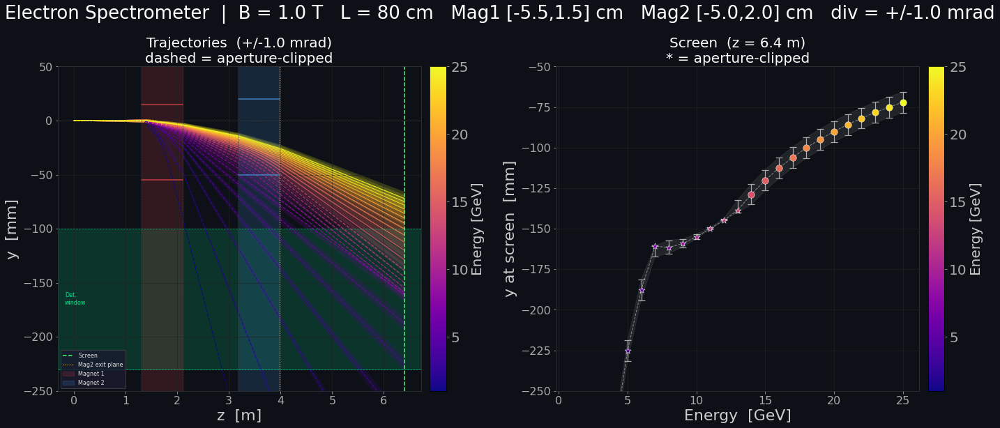 Electron Spectrometer | B = 1.0 T L = 80 cm Mag1 [-5.5,1.5] cm Mag2 [-5.0,2.0] cm div = +/-1.0 mrad
Trajectories (+/-1.0 mrad)
dashed = aperture-clipped
50
0
−50
−100
−150
−200
−250
y [mm]
0
1
2
3
4
5
6
z [m]
Det.
window
Screen
Mag2 exit plane
Magnet 1
Magnet 2
25
20
15
10
5
Energy [GeV]
Screen (z = 6.4 m)
* = aperture-clipped
−50
−75
−100
−125
−150
−175
−200
−225
−250
y at screen [mm]
0
5
10
15
20
25
Energy [GeV]
25
20
15
10
5
Energy [GeV]